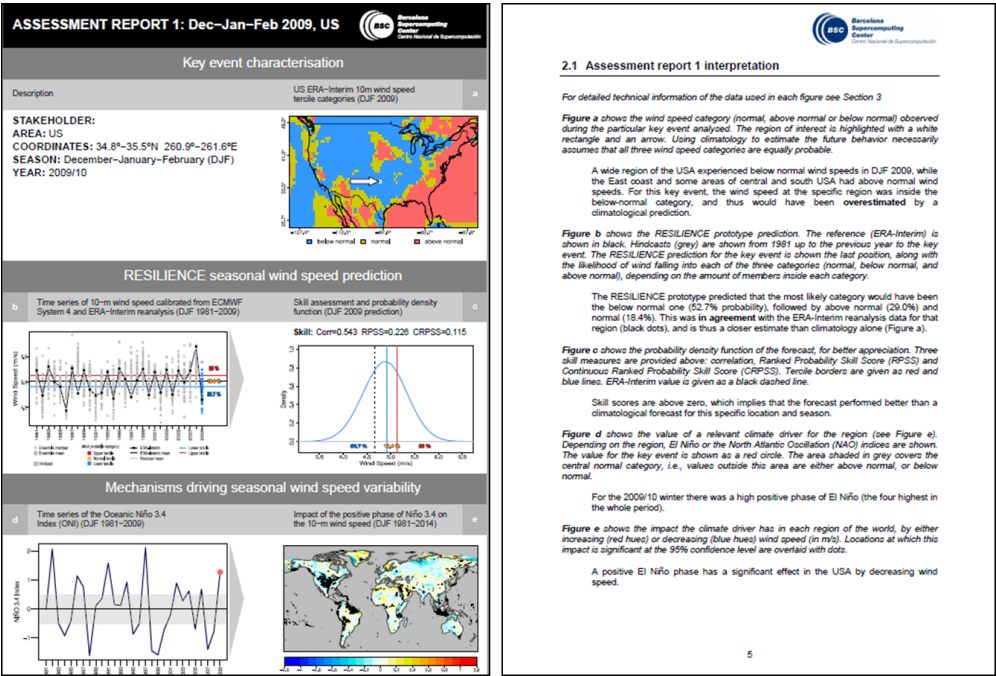 ASSESSMENT REPORT 1: Dec–Jan–Feb 2009, US
BSC
Barcelona
Supercomputing
Center
Centro Nacional de Supercomputación
Key event characterisation
Description
US ERA–Interim 10m wind speed
tercile categories (DJF 2009)
a
STAKEHOLDER:
AREA: US
COORDINATES: 34.8º–35.5ºN 260.9º–261.6ºE
SEASON: December–January–February (DJF)
YEAR: 2009/10
below normal
normal
above normal
RESILIENCE seasonal wind speed prediction
b
Time series of 10–m wind speed calibrated from ECMWF
System 4 and ERA–Interim reanalysis (DJF 1981–2009)
Skill assessment and probability density
function (DJF 2009 prediction)
c
Wind Speed (m/s)
Skill: Corr=0.543 RPSS=0.226 CRPSS=0.115
Density
3.5 4.0 4.5 5.0 5.5 6.0 6.5
Wind Speed (m/s)
Mechanisms driving seasonal wind speed variability
d
Time series of the Oceanic Niño 3.4
Index (ONI) (DJF 1981–2009)
Impact of the positive phase of Niño 3.4 on
the 10–m wind speed (DJF 1981–2014)
e
NIÑO 3.4 Index
2
1
0
−1
BSC
Barcelona
Supercomputing
Center
Centro Nacional de Supercomputación
2.1 Assessment report 1 interpretation
For detailed technical information of the data used in each figure see Section 3
Figure a shows the wind speed category (normal, above normal or below normal) observed
during the particular key event analysed. The region of interest is highlighted with a white
rectangle and an arrow. Using climatology to estimate the future behavior necessarily
assumes that all three wind speed categories are equally probable.
A wide region of the USA experienced below normal wind speeds in DJF 2009, while
the East coast and some areas of central and south USA had above normal wind
speeds. For this key event, the wind speed at the specific region was inside the
below-normal category, and thus would have been overestimated by a
climatological prediction.
Figure b shows the RESILIENCE prototype prediction. The reference (ERA-Interim) is
shown in black. Hindcasts (grey) are shown from 1981 up to the previous year to the key
event. The RESILIENCE prediction for the key event is shown the last position, along with
the likelihood of wind falling into each of the three categories (normal, below normal, and
above normal), depending on the amount of members inside each category.
The RESILIENCE prototype predicted that the most likely category would have been
the below normal one (52.7% probability), followed by above normal (29.0%) and
normal (18.4%). This was in agreement with the ERA-Interim reanalysis data for that
region (black dots), and is thus a closer estimate than climatology alone (Figure a).
Figure c shows the probability density function of the forecast, for better appreciation. Three
skill measures are provided above: correlation, Ranked Probability Skill Score (RPSS) and
Continuous Ranked Probability Skill Score (CRPSS). Tercile borders are given as red and
blue lines. ERA-Interim value is given as a black dashed line.
Skill scores are above zero, which implies that the forecast performed better than a
climatological forecast for this specific location and season.
Figure d shows the value of a relevant climate driver for the region (see Figure e).
Depending on the region, El Niño or the North Atlantic Oscillation (NAO) indices are shown.
The value for the key event is shown as a red circle. The area shaded in grey covers the
central normal category, i.e., values outside this area are either above normal, or below
normal.
For the 2009/10 winter there was a high positive phase of El Niño (the four highest in
the whole period).
Figure e shows the impact the climate driver has in each region of the world, by either
increasing (red hues) or decreasing (blue hues) wind speed (in m/s). Locations at which this
impact is significant at the 95% confidence level are overlaid with dots.
A positive El Niño phase has a significant effect in the USA by decreasing wind
speed.
5